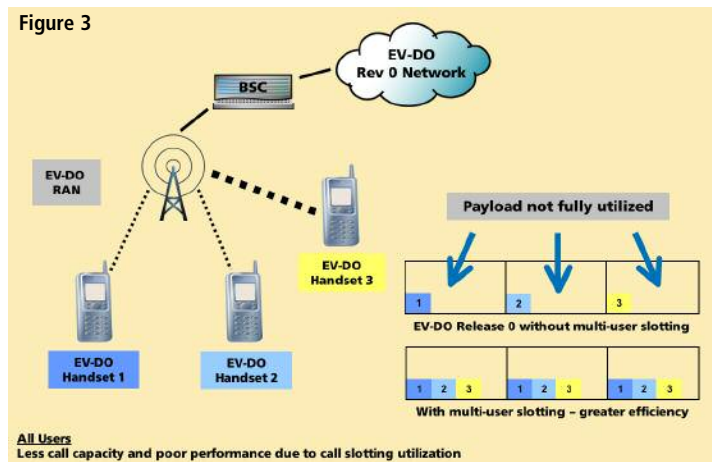 Figure 3
EV-DO
Rev 0 Network
BSC
EV-DO
RAN
Payload not fully utilized
EV-DO
Handset 3
1
2
3
EV-DO Release 0 without multi-user slotting
EV-DO
Handset 1
EV-DO
Handset 2
1 2 3 1 2 3 1 2 3
With multi-user slotting – greater efficiency
All Users
Less call capacity and poor performance due to call slotting utilization